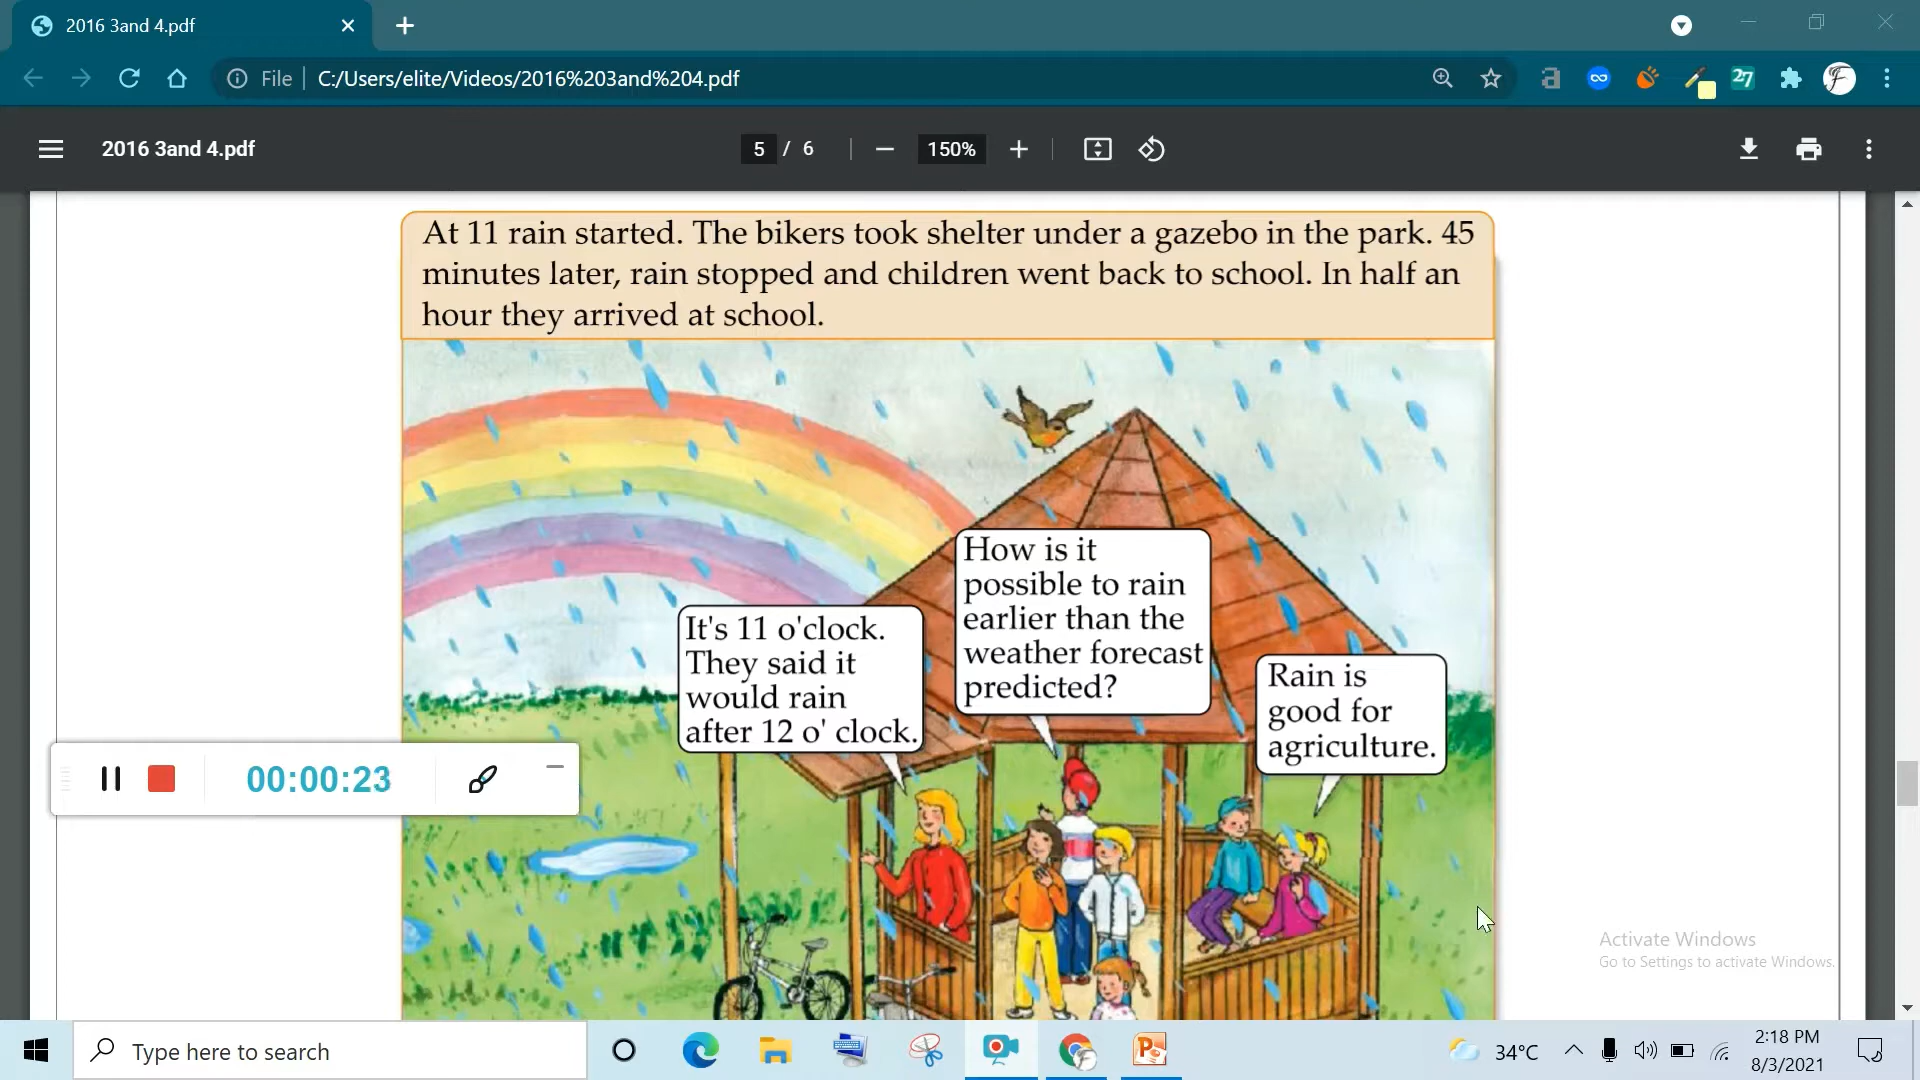 2016 3and 4.pdf
File
C:/Users/elite/Videos/2016%203and%204.pdf
27
2016 3and 4.pdf
5 / 6
150%
At 11 rain started. The bikers took shelter under a gazebo in the park. 45
minutes later, rain stopped and children went back to school. In half an
hour they arrived at school.
How is it
possible to rain
earlier than the
weather forecast
predicted?
It's 11 o'clock.
They said it
would rain
after 12 o' clock.
Rain is
good for
agriculture.
00:00:23
Activate Windows
Go to Settings to activate Windows.
Type here to search
34°C
2:18 PM
8/3/2021